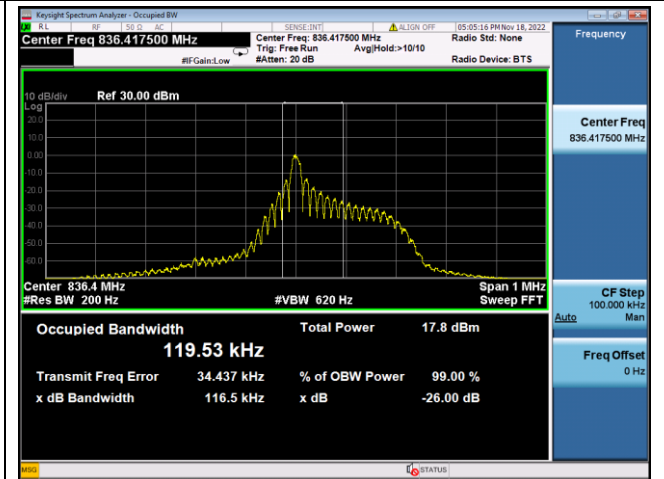 Keysight Spectrum Analyzer - Occupied BW
RL RF 50 Ω AC SENSE:INT ALIGN OFF 05:05:16 PM Nov 18, 2022
Center Freq 836.417500 MHz
Center Freq: 836.417500 MHz Radio Std: None
Trig: Free Run Avg|Hold:>10/10
#IFGain:Low #Atten: 20 dB Radio Device: BTS
Frequency
10 dB/div Ref 30.00 dBm
Log
20.0
10.0
0.00
-10.0
-20.0
-30.0
-40.0
-50.0
-60.0
Center Freq
836.417500 MHz
Center 836.4 MHz Span 1 MHz
#Res BW 200 Hz #VBW 620 Hz Sweep FFT
CF Step
100.000 kHz
Auto Man
Occupied Bandwidth Total Power 17.8 dBm
119.53 kHz
Transmit Freq Error 34.437 kHz % of OBW Power 99.00 %
x dB Bandwidth 116.5 kHz x dB -26.00 dB
Freq Offset
0 Hz
MSG STATUS